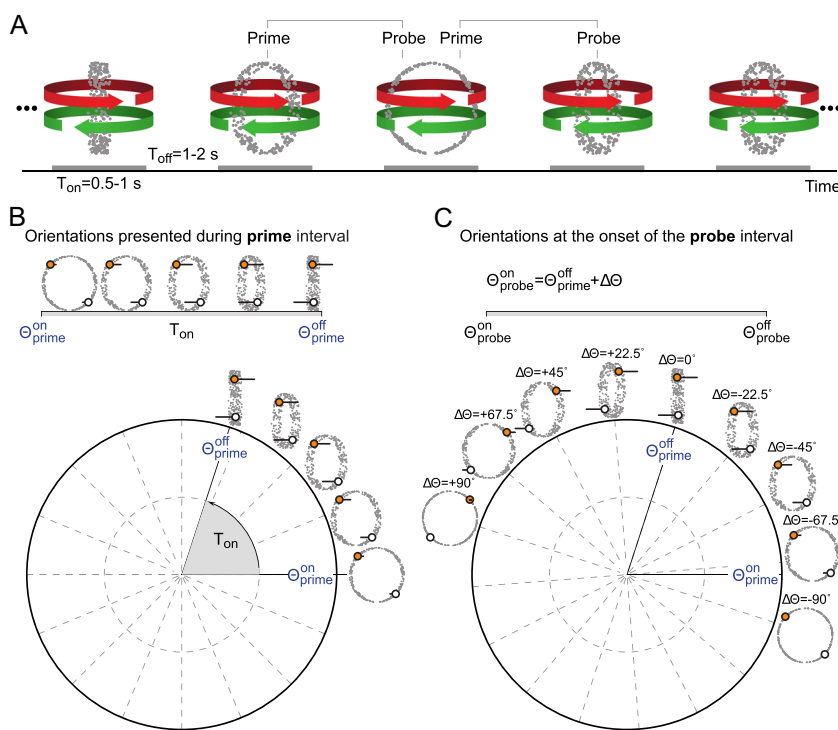 A
Prime
Probe
Prime
Probe
...
...
T_off=1-2 s
T_on=0.5-1 s
Time
B
Orientations presented during prime interval
Θ^on_prime
T_on
Θ^off_prime
Θ^off_prime
T_on
Θ^on_prime
C
Orientations at the onset of the probe interval
Θ^on_probe=Θ^off_prime+ΔΘ
Θ^on_probe
Θ^off_probe
ΔΘ=+90°
ΔΘ=+67.5°
ΔΘ=+45°
ΔΘ=+22.5°
ΔΘ=0°
ΔΘ=-22.5°
ΔΘ=-45°
ΔΘ=-67.5
ΔΘ=-90°
Θ^off_prime
Θ^on_prime